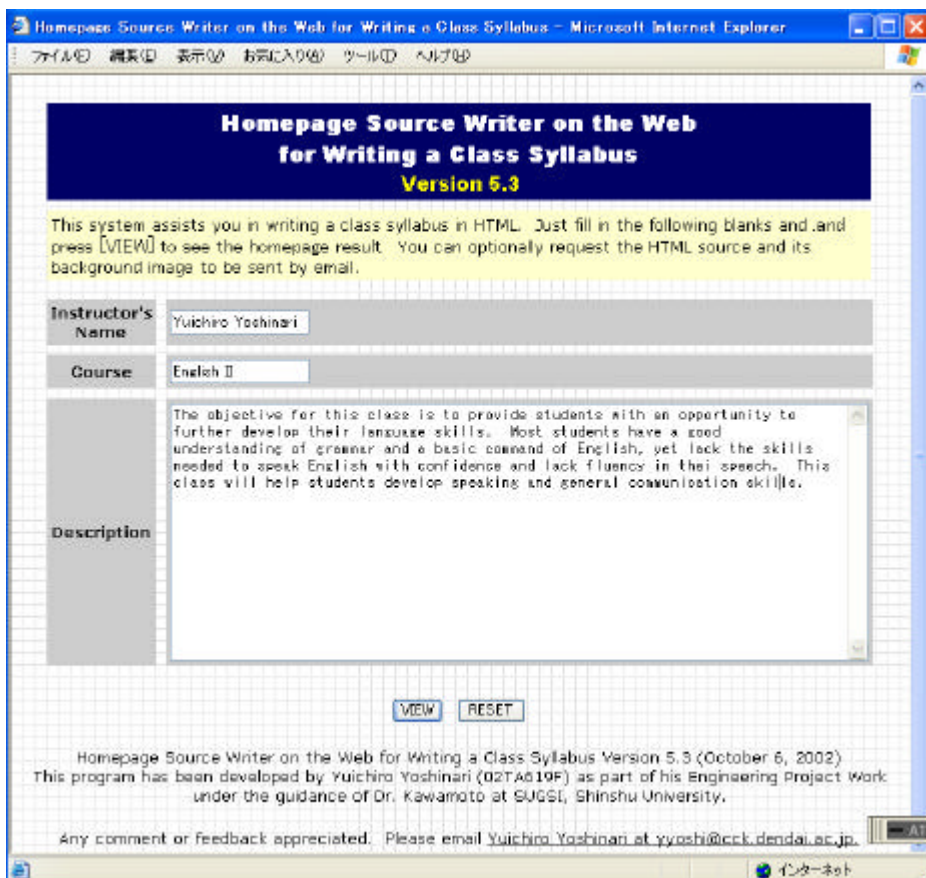 Homepage Source Writer on the Web for Writing a Class Syllabus - Microsoft Internet Explorer
ファイル(F) 編集(E) 表示(V) お気に入り(A) ツール(T) ヘルプ(H)
Homepage Source Writer on the Web
for Writing a Class Syllabus
Version 5.3
This system assists you in writing a class syllabus in HTML. Just fill in the following blanks and .and
press [VIEW] to see the homepage result. You can optionally request the HTML source and its
background image to be sent by email.
Instructor's
Name
Yuichiro Yoshinari
Course
English II
Description
The objective for this class is to provide students with an opportunity to
further develop their language skills. Most students have a good
understanding of grammar and a basic command of English, yet lack the skills
needed to speak English with confidence and lack fluency in thei speech. This
class will help students develop speaking and general communication skills.
VIEW RESET
Homepage Source Writer on the Web for Writing a Class Syllabus Version 5.3 (October 6, 2002)
This program has been developed by Yuichiro Yoshinari (02TA619F) as part of his Engineering Project Work
under the guidance of Dr. Kawamoto at SUGSI, Shinshu University.
Any comment or feedback appreciated. Please email Yuichiro Yoshinari at yyoshi@cck.dendai.ac.jp.
インターネット